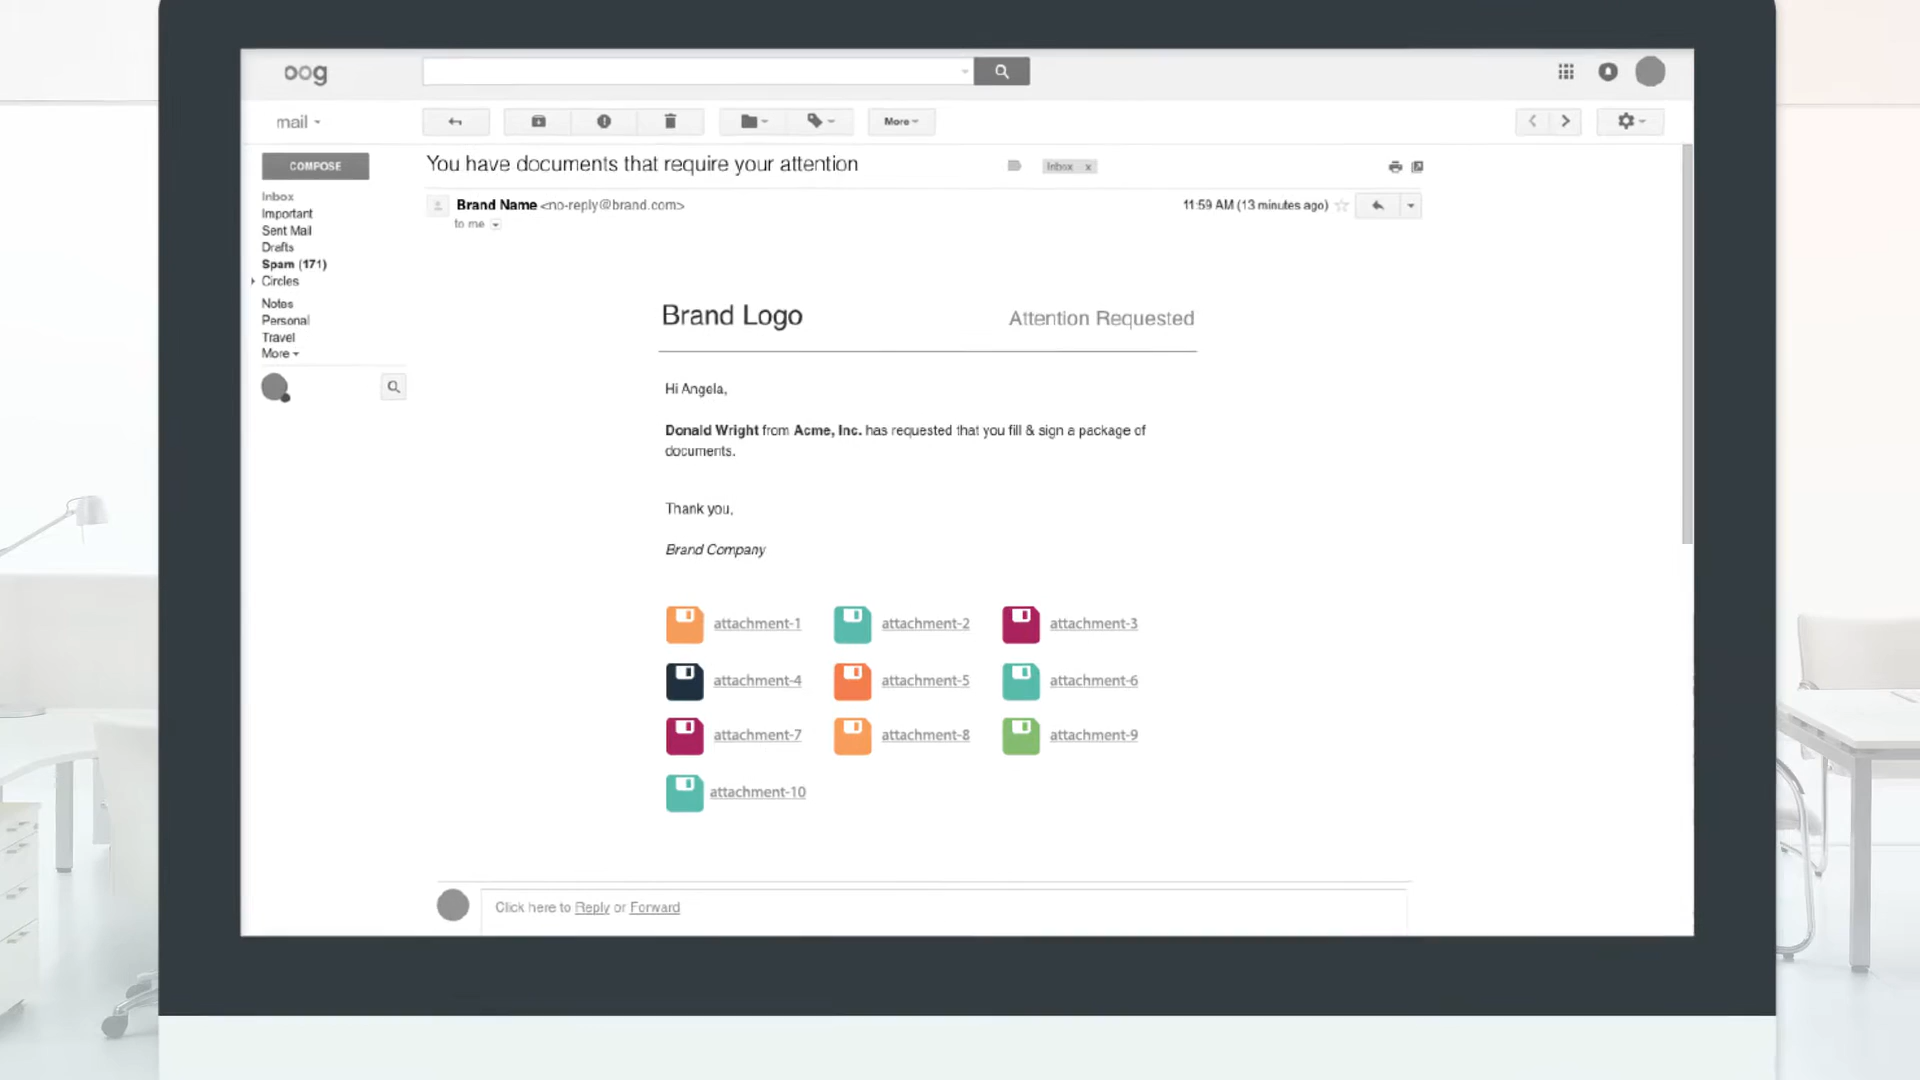 oog
mail
More
COMPOSE
You have documents that require your attention
Inbox x
Inbox
Important
Sent Mail
Drafts
Spam (171)
Circles
Notes
Personal
Travel
More
Brand Name <no-reply@brand.com>
11:59 AM (13 minutes ago)
to me
Brand Logo
Attention Requested
Hi Angela,
Donald Wright from Acme, Inc. has requested that you fill & sign a package of
documents.
Thank you,
Brand Company
attachment-1 attachment-2 attachment-3
attachment-4 attachment-5 attachment-6
attachment-7 attachment-8 attachment-9
attachment-10
Click here to Reply or Forward